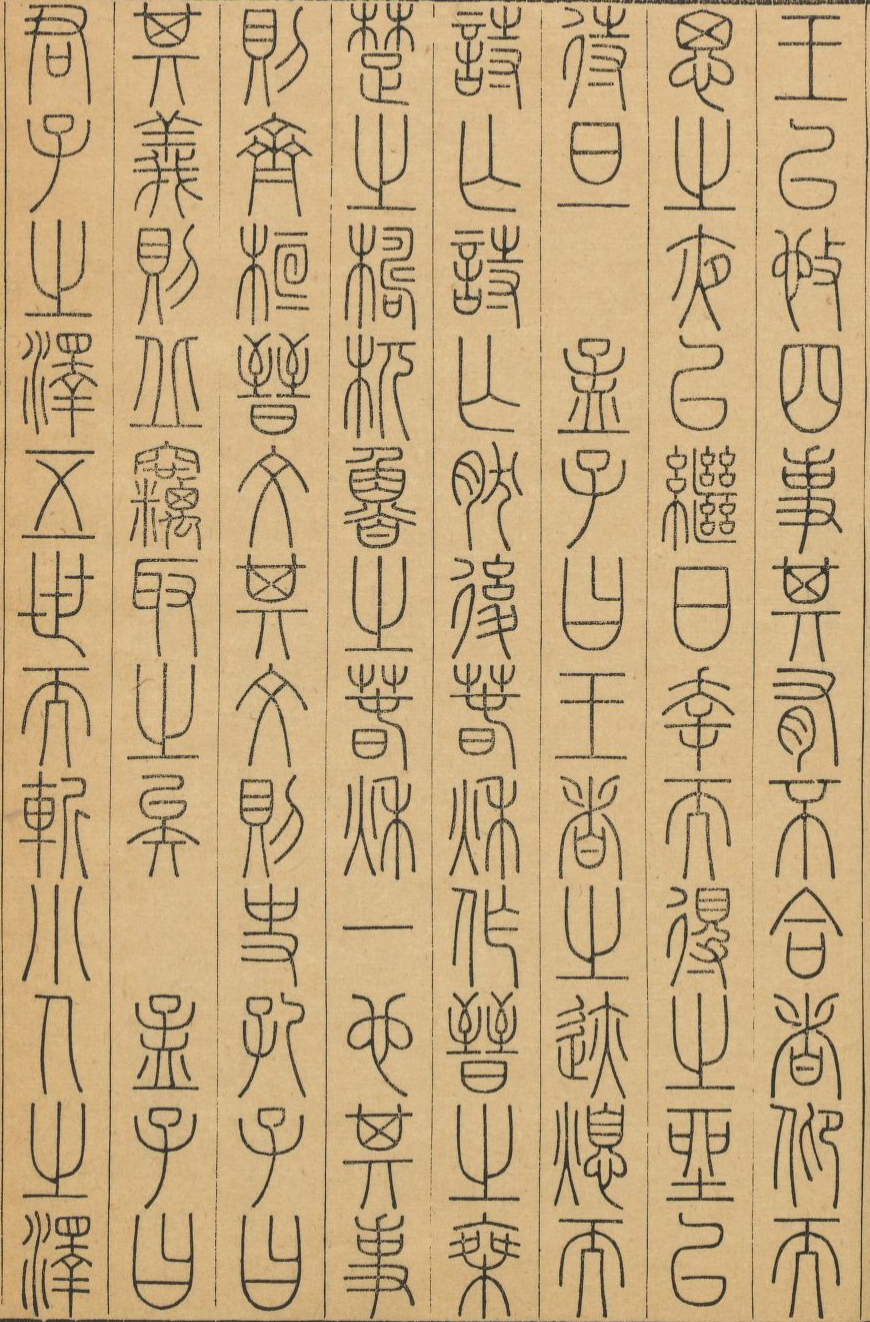 王以施四事其有不合者仰而
思之夜以繼日幸而得之坐以
待旦　孟子曰王者之迹熄而
詩亡詩亡然後春秋作晉之乘
楚之檮杌魯之春秋一也其事
則齊桓晉文其文則史孔子曰
其義則丘竊取之矣　孟子曰
君子之澤五世而斬小人之澤